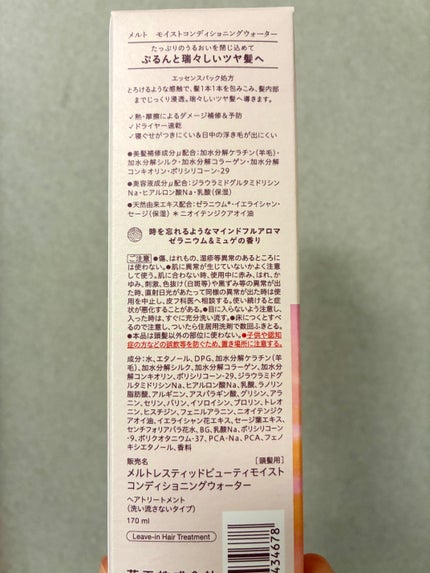 メルト　モイストコンディショニングウォーター
たっぷりのうるおいを閉じ込めて
ぷるんと瑞々しいツヤ髪へ
エッセンスパック処方
とろけるような感触で、髪1本1本を包みこみ、髪内部
までじっくり浸透。瑞々しいツヤ髪へ導きます。
✓熱・摩擦によるダメージ補修＆予防
✓ドライヤー速乾
✓寝ぐせがつきにくい＆日中の浮き毛が出にくい
●美髪補修成分μ配合：加水分解ケラチン(羊毛)・
加水分解シルク・加水分解コラーゲン・加水分解
コンキオリン・ポリシリコーン-29
●美容液成分μ配合：ジラウラミドグルタミドリシン
Na・ヒアルロン酸Na・乳酸(保湿)
●天然由来エキス配合：ゼラニウム*・イエライシャン・
セージ(保湿) ＊ニオイテンジクアオイ油
時を忘れるようなマインドフルアロマ
ゼラニウム＆ミュゲの香り
ご注意 ●傷、はれもの、湿疹等異常のあるところに
は使わない。●肌に異常が生じていないかよく注意
して使う。肌に合わない時、使用中に赤み、はれ、か
ゆみ、刺激、色抜け(白斑等)や黒ずみ等の異常が出
た時、直射日光があたって同様の異常が出た時は使用
を中止し、皮フ科医へ相談する。使い続けると症
状が悪化することがある。●目に入らないよう注意し、
入った時は、すぐに充分洗い流す。●床につくとすべ
るので注意し、ついたら住居用洗剤で数回ふきとる。
●本品は頭髪以外の部位に使わない。●子供や認知
症の方などの誤飲等を防ぐため、置き場所に注意する。
成分：水、エタノール、DPG、加水分解ケラチン(羊
毛)、加水分解シルク、加水分解コラーゲン、加水分解
コンキオリン、ポリシリコーン-29、ジラウラミドグ
ルタミドリシンNa、ヒアルロン酸Na、乳酸、ラノリン
脂肪酸、アルギニン、アスパラギン酸、グリシン、アラ
ニン、セリン、バリン、イソロイシン、プロリン、トレオ
ニン、ヒスチジン、フェニルアラニン、ニオイテンジク
アオイ油、イエライシャン花エキス、セージ葉エキス、
センチフォリアバラ花水、BG、乳酸Na、ポリシリコーン
-9、ポリクオタニウム-37、PCA-Na、PCA、フェノ
キシエタノール、香料
販売名 [頭髪用]
メルトレスティッドビューティモイスト
コンディショニングウォーター
ヘアトリートメント
(洗い流さないタイプ)
170 ml
Leave-in Hair Treatment
434678